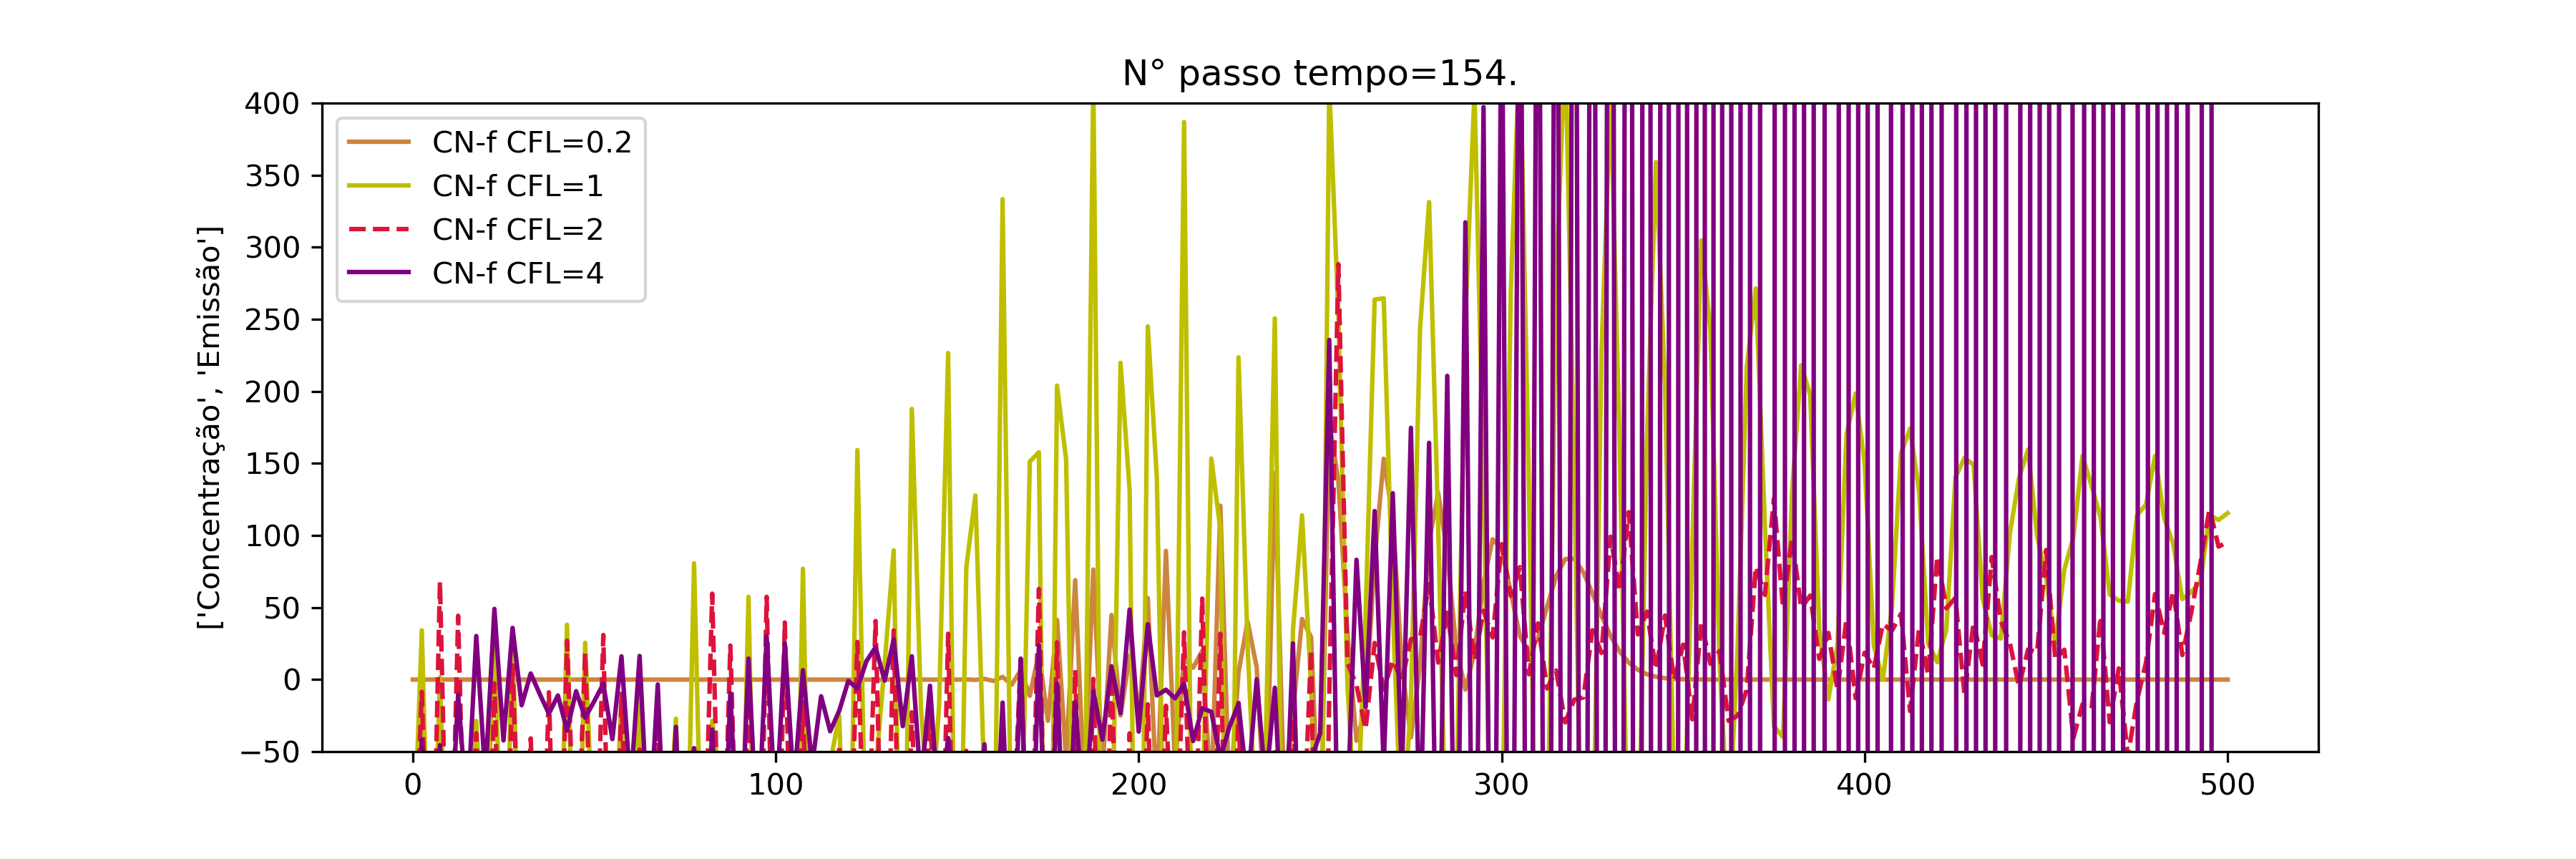 N° passo tempo=154.
400
350
300
250
200
150
100
50
0
−50
['Concentração', 'Emissão']
CN-f CFL=0.2
CN-f CFL=1
CN-f CFL=2
CN-f CFL=4
0 100 200 300 400 500